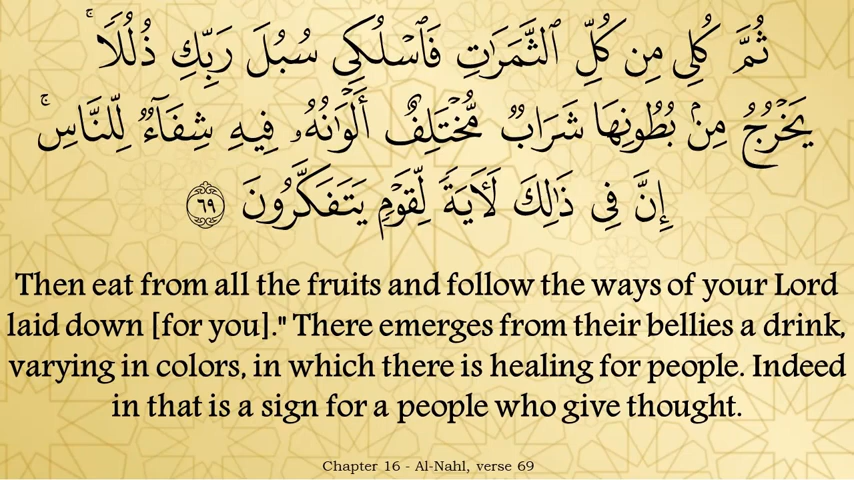 ثُمَّ كُلِى مِن كُلِّ ٱلثَّمَرَٰتِ فَٱسْلُكِى سُبُلَ رَبِّكِ ذُلُلًا ۚ
يَخْرُجُ مِنۢ بُطُونِهَا شَرَابٌ مُّخْتَلِفٌ أَلْوَٰنُهُۥ فِيهِ شِفَآءٌ لِّلنَّاسِ ۗ
إِنَّ فِى ذَٰلِكَ لَـَٔايَةً لِّقَوْمٍ يَتَفَكَّرُونَ ٦٩
Then eat from all the fruits and follow the ways of your Lord
laid down [for you]." There emerges from their bellies a drink,
varying in colors, in which there is healing for people. Indeed
in that is a sign for a people who give thought.
Chapter 16 - Al-Nahl, verse 69